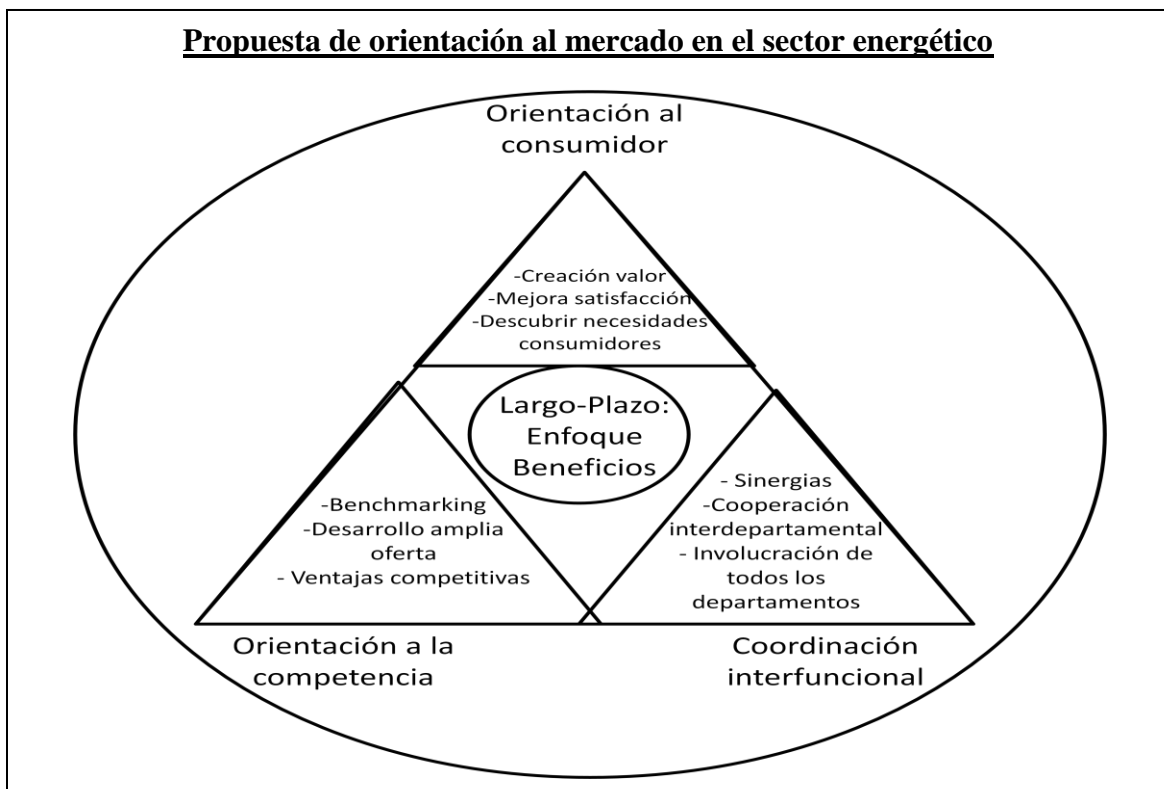 Propuesta de orientación al mercado en el sector energético
Orientación al
consumidor
-Creación valor
-Mejora satisfacción
-Descubrir necesidades
consumidores
Largo-Plazo:
Enfoque
Beneficios
-Benchmarking
-Desarrollo amplia
oferta
- Ventajas competitivas
- Sinergias
-Cooperación
interdepartamental
- Involucración de
todos los
departamentos
Orientación a la
competencia
Coordinación
interfuncional